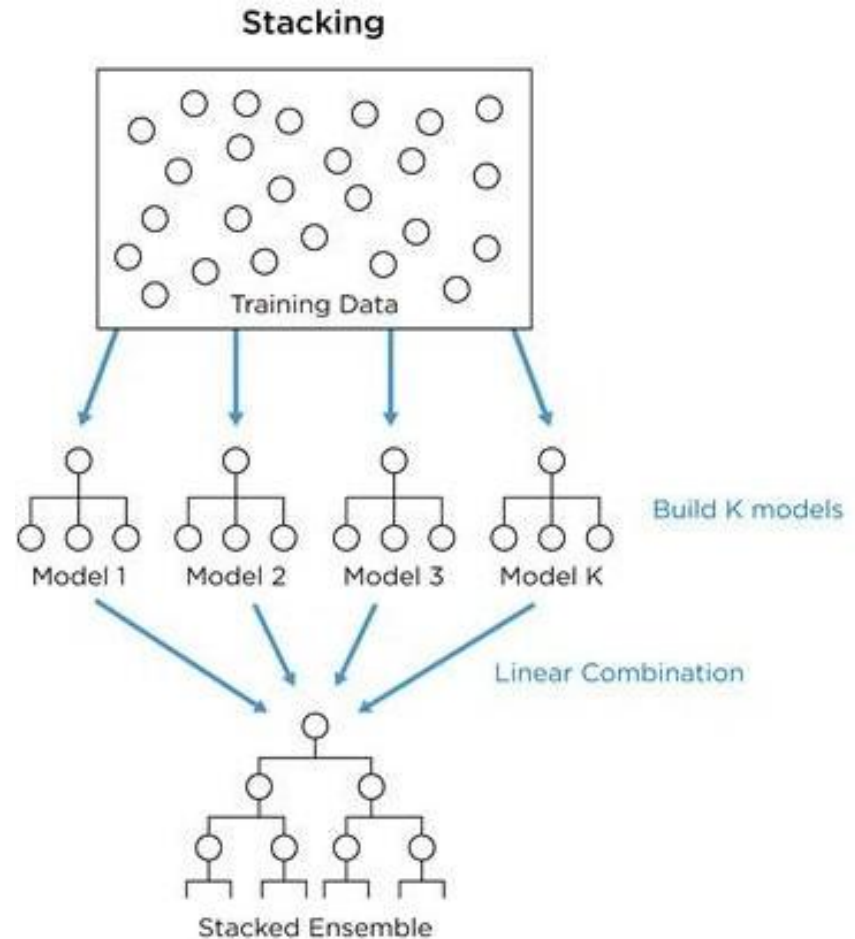 Stacking
Training Data
Build K models
Model 1 Model 2 Model 3 Model K
Linear Combination
Stacked Ensemble